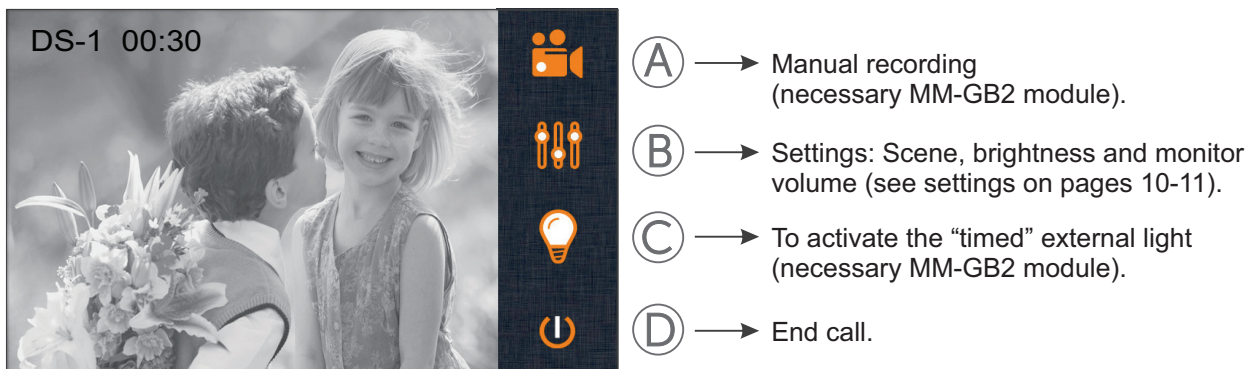 DS-1 00:30
A
Manual recording
(necessary MM-GB2 module).
B
Settings: Scene, brightness and monitor
volume (see settings on pages 10-11).
C
To activate the “timed” external light
(necessary MM-GB2 module).
D
End call.